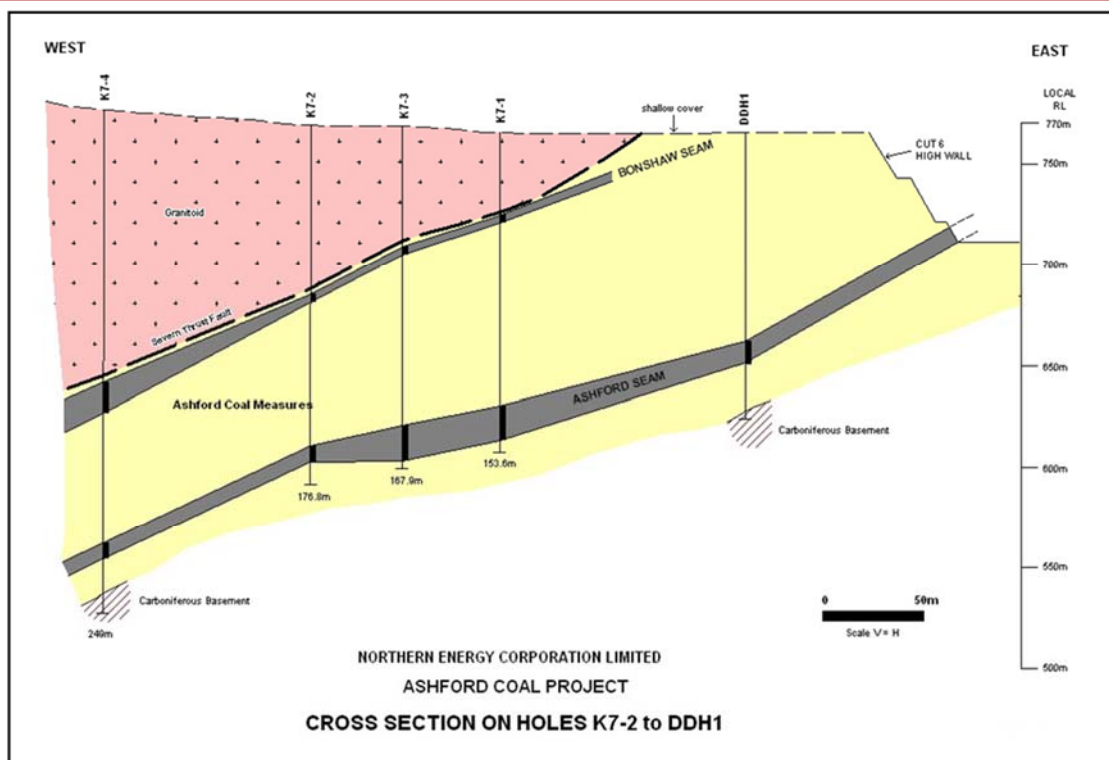 WEST
EAST
K7-4
K7-2
K7-3
K7-1
DDH1
LOCAL
RL
shallow cover
770m
CUT 6
HIGH WALL
750m
BONSHAW SEAM
Granitoid
700m
Severn Thrust Fault
650m
ASHFORD SEAM
Ashford Coal Measures
Carboniferous Basement
153.6m
600m
167.9m
176.8m
550m
Carboniferous Basement
0 50m
249m
Scale V = H
NORTHERN ENERGY CORPORATION LIMITED
500m
ASHFORD COAL PROJECT
CROSS SECTION ON HOLES K7-2 to DDH1